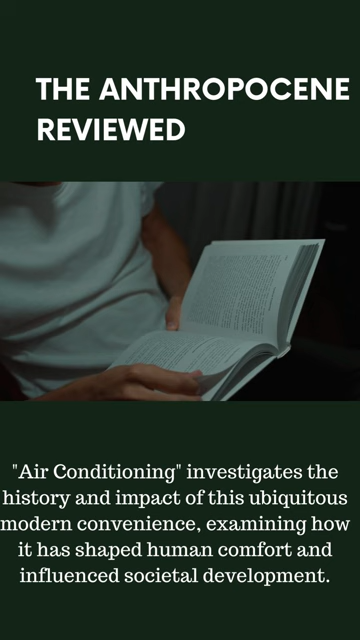 THE ANTHROPOCENE
REVIEWED
"Air Conditioning" investigates the
history and impact of this ubiquitous
modern convenience, examining how
it has shaped human comfort and
influenced societal development.